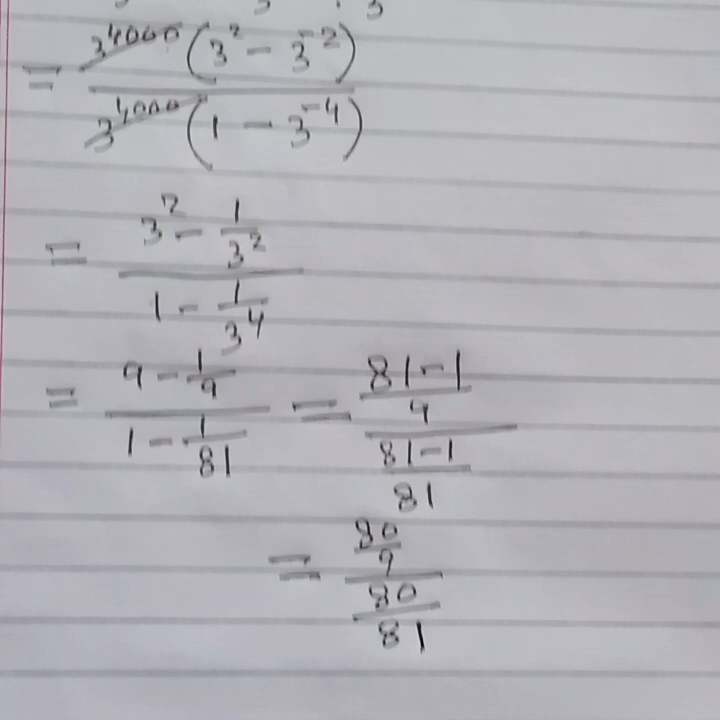 = 3^4000 (3^2 - 3^-2) / 3^4000 (1 - 3^-4)
= (3^2 - 1/3^2) / (1 - 1/3^4)
= (9 - 1/9) / (1 - 1/81) = ((81-1)/9) / ((81-1)/81)
= (80/9) / (80/81)